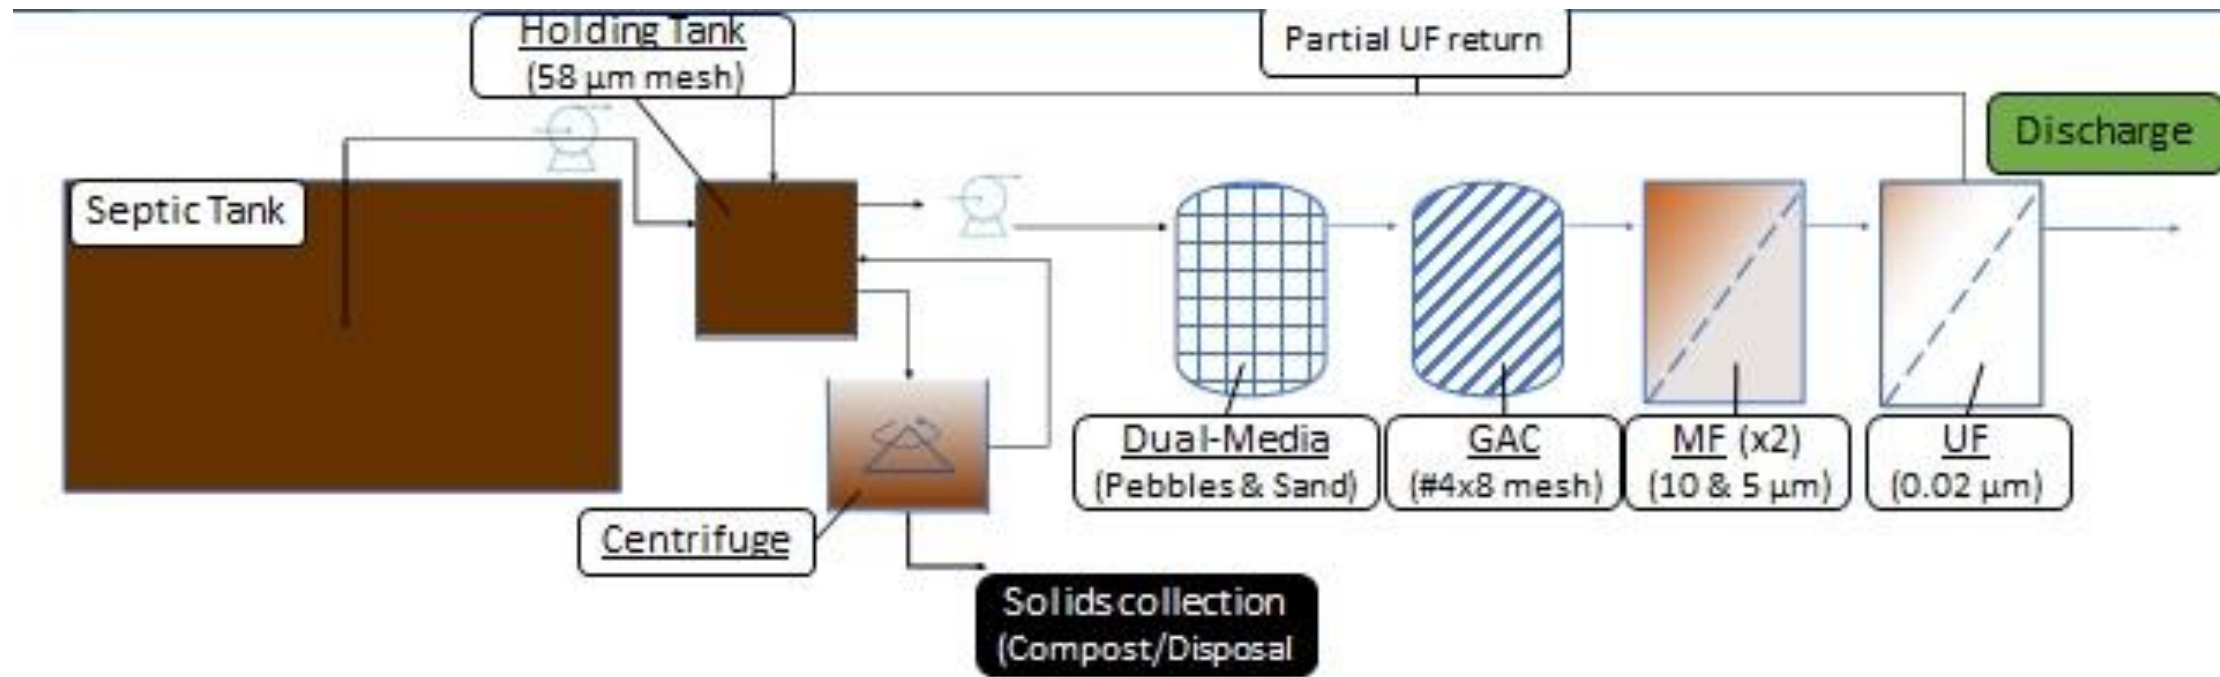 Holding Tank
(58 µm mesh)
Partial UF return
Discharge
Septic Tank
Dual-Media
(Pebbles & Sand)
GAC
(#4x8 mesh)
MF (x2)
(10 & 5 µm)
UF
(0.02 µm)
Centrifuge
Solids collection
(Compost/Disposal